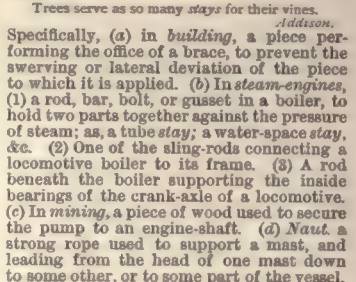 Trees serve as so many stays for their vines.
Addison.
Specifically, (a) in building, a piece per-
forming the office of a brace, to prevent the
swerving or lateral deviation of the piece
to which it is applied. (b) In steam-engines,
(1) a rod, bar, bolt, or gusset in a boiler, to
hold two parts together against the pressure
of steam; as, a tube stay; a water-space stay,
&c. (2) One of the sling-rods connecting a
locomotive boiler to its frame. (3) A rod
beneath the boiler supporting the inside
bearings of the crank-axle of a locomotive.
(c) In mining, a piece of wood used to secure
the pump to an engine-shaft. (d) Naut. a
strong rope used to support a mast, and
leading from the head of one mast down
to some other, or to some part of the vessel.